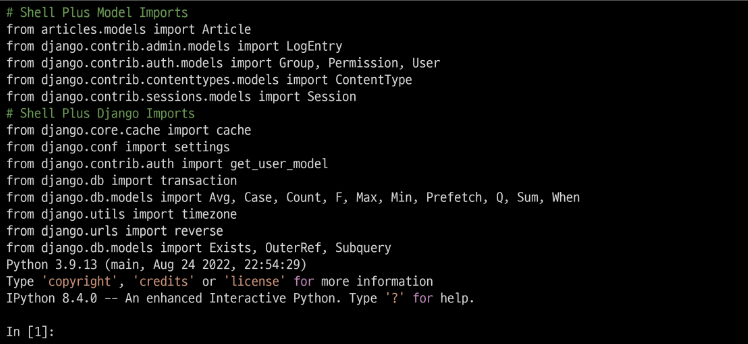 # Shell Plus Model Imports
from articles.models import Article
from django.contrib.admin.models import LogEntry
from django.contrib.auth.models import Group, Permission, User
from django.contrib.contenttypes.models import ContentType
from django.contrib.sessions.models import Session
# Shell Plus Django Imports
from django.core.cache import cache
from django.conf import settings
from django.contrib.auth import get_user_model
from django.db import transaction
from django.db.models import Avg, Case, Count, F, Max, Min, Prefetch, Q, Sum, When
from django.utils import timezone
from django.urls import reverse
from django.db.models import Exists, OuterRef, Subquery
Python 3.9.13 (main, Aug 24 2022, 22:54:29)
Type 'copyright', 'credits' or 'license' for more information
IPython 8.4.0 -- An enhanced Interactive Python. Type '?' for help.
In [1]: